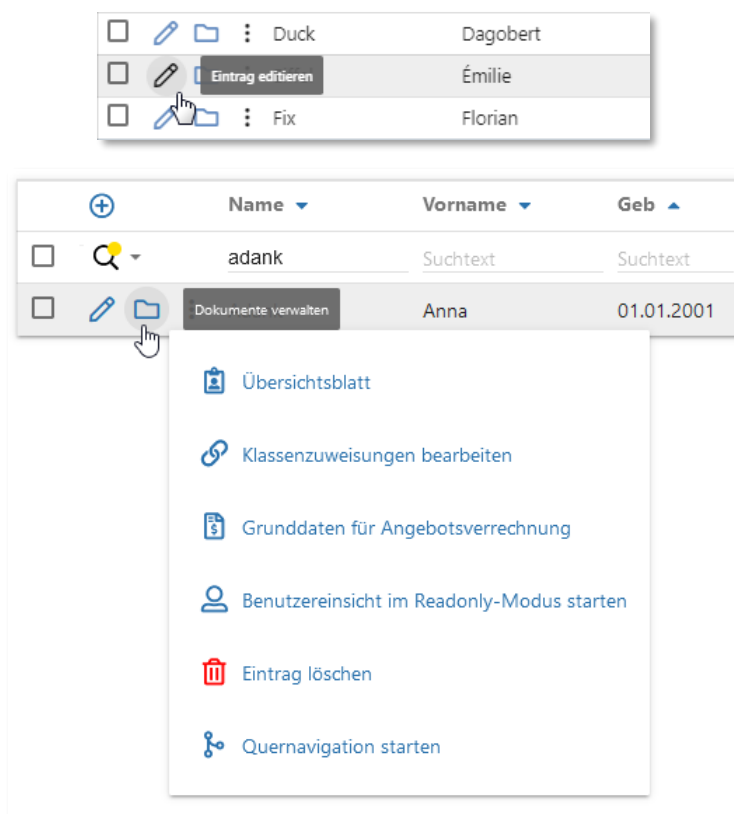 Duck Dagobert
Eintrag editieren Émilie
Fix Florian
Name Vorname Geb
adank Suchtext Suchtext
Dokumente verwalten Anna 01.01.2001
Übersichtsblatt
Klassenzuweisungen bearbeiten
Grunddaten für Angebotsverrechnung
Benutzereinsicht im Readonly-Modus starten
Eintrag löschen
Quernavigation starten